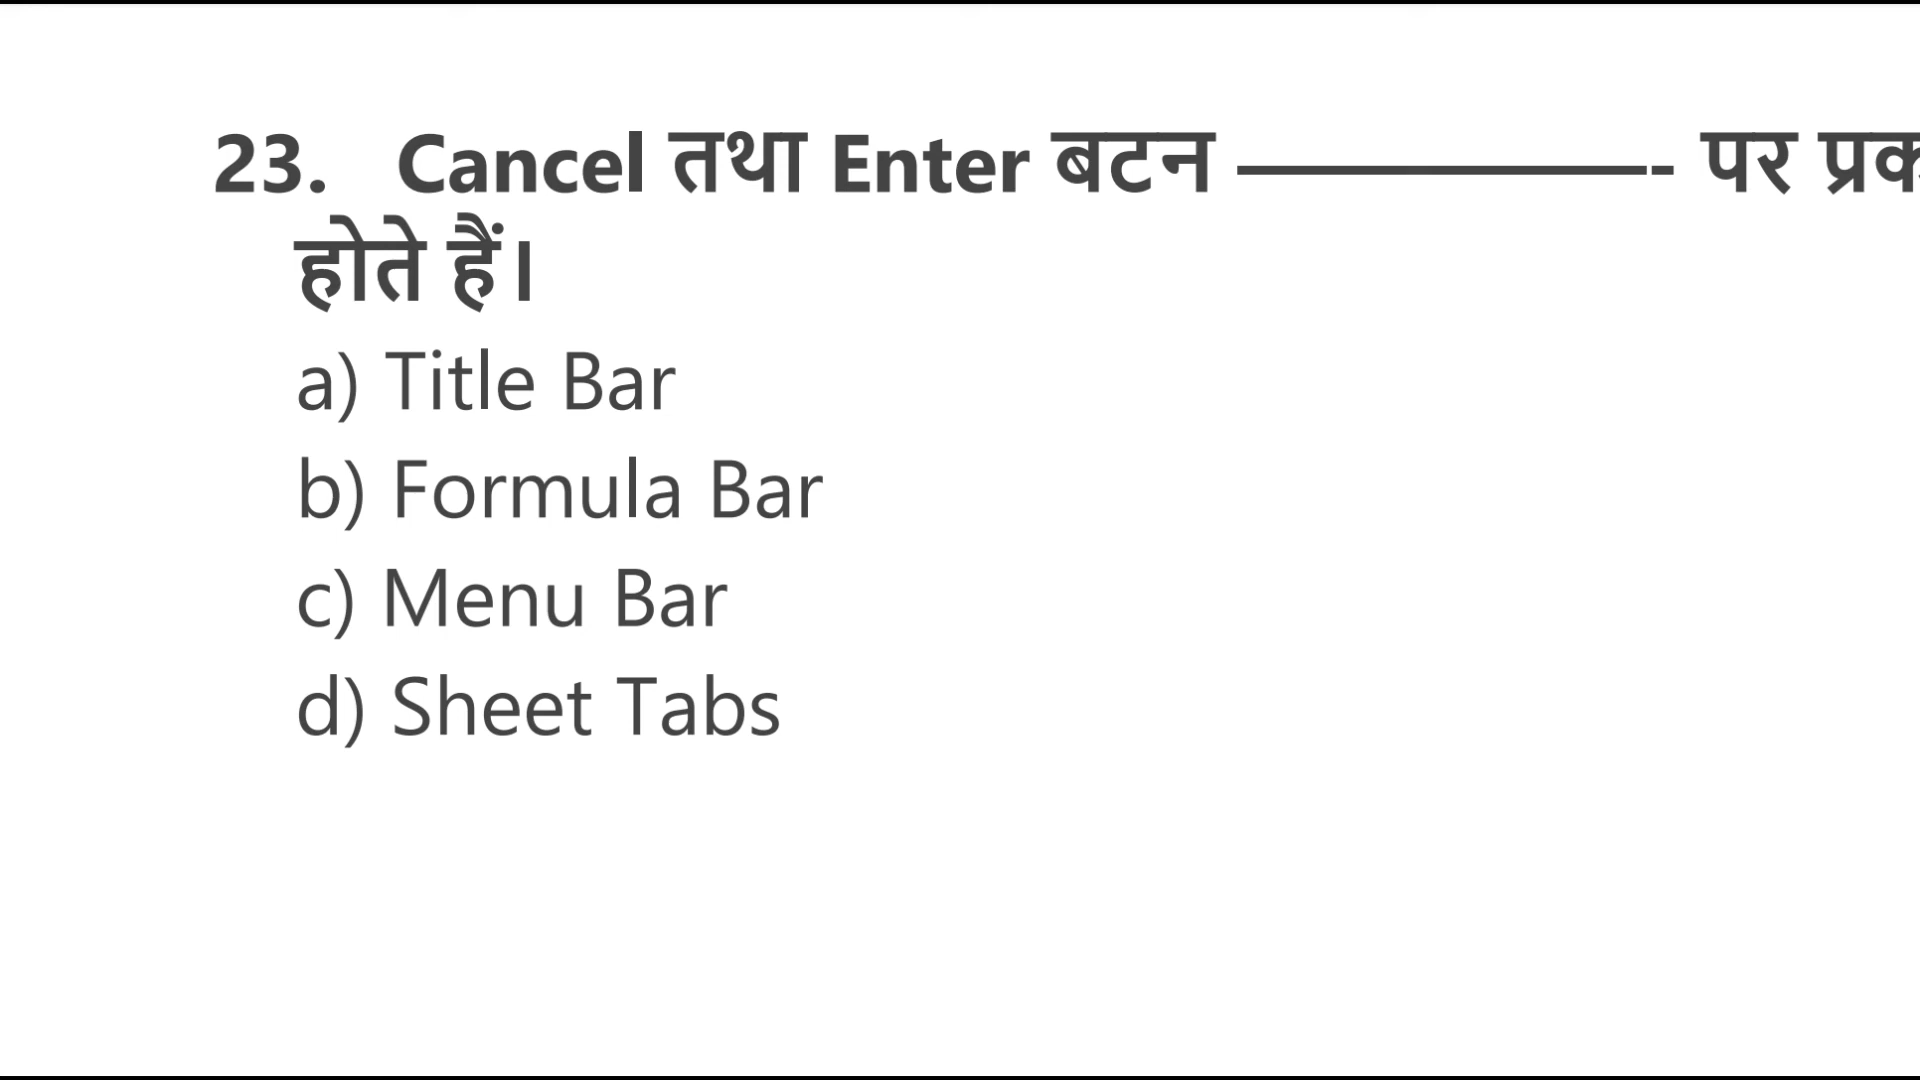 23. Cancel तथा Enter बटन —————- पर
होते हैं।
a) Title Bar
b) Formula Bar
c) Menu Bar
d) Sheet Tabs